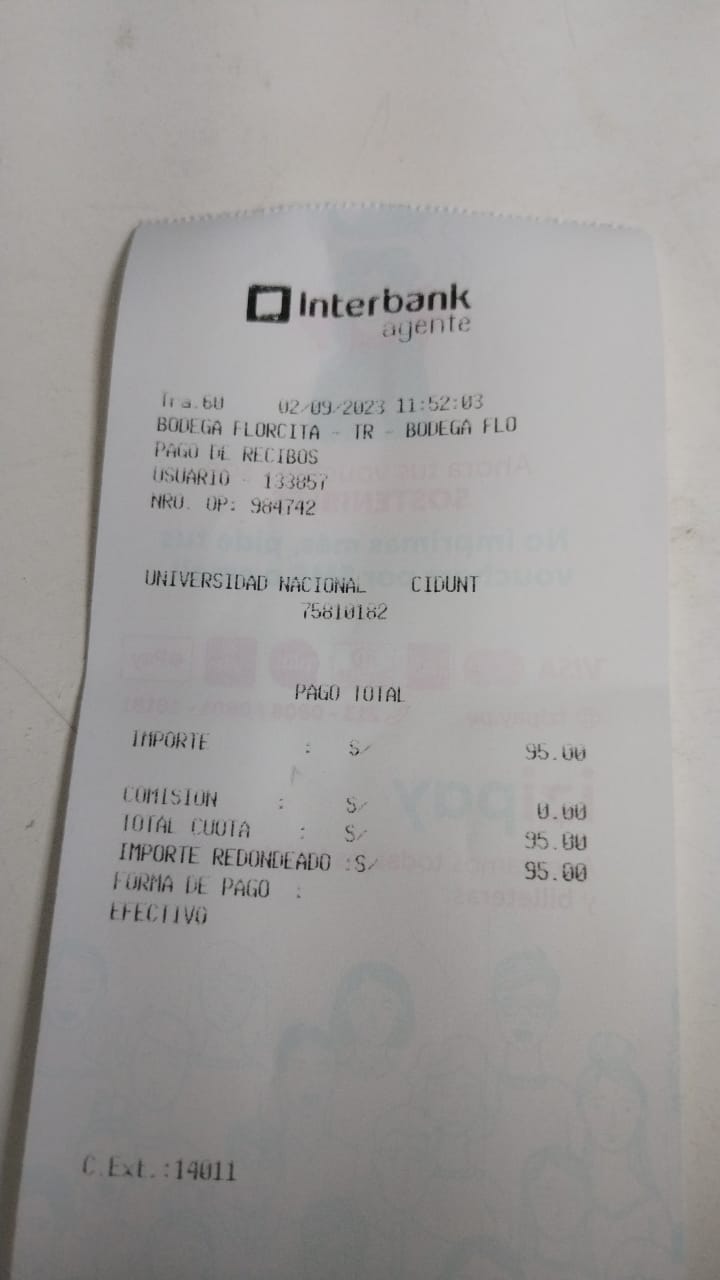 Interbank
agente
Tra.60 02/09/2023 11:52:03
BODEGA FLORCITA - TR - BODEGA FLO
PAGO DE RECIBOS
USUARIO - 133857
NRO. OP: 984742
UNIVERSIDAD NACIONAL CIDUNT
75810182
PAGO TOTAL
IMPORTE : S/ 95.00
COMISION : S/ 0.00
TOTAL CUOTA : S/ 95.00
IMPORTE REDONDEADO :S/ 95.00
FORMA DE PAGO :
EFECTIVO
C.Ext.:14011
izipay